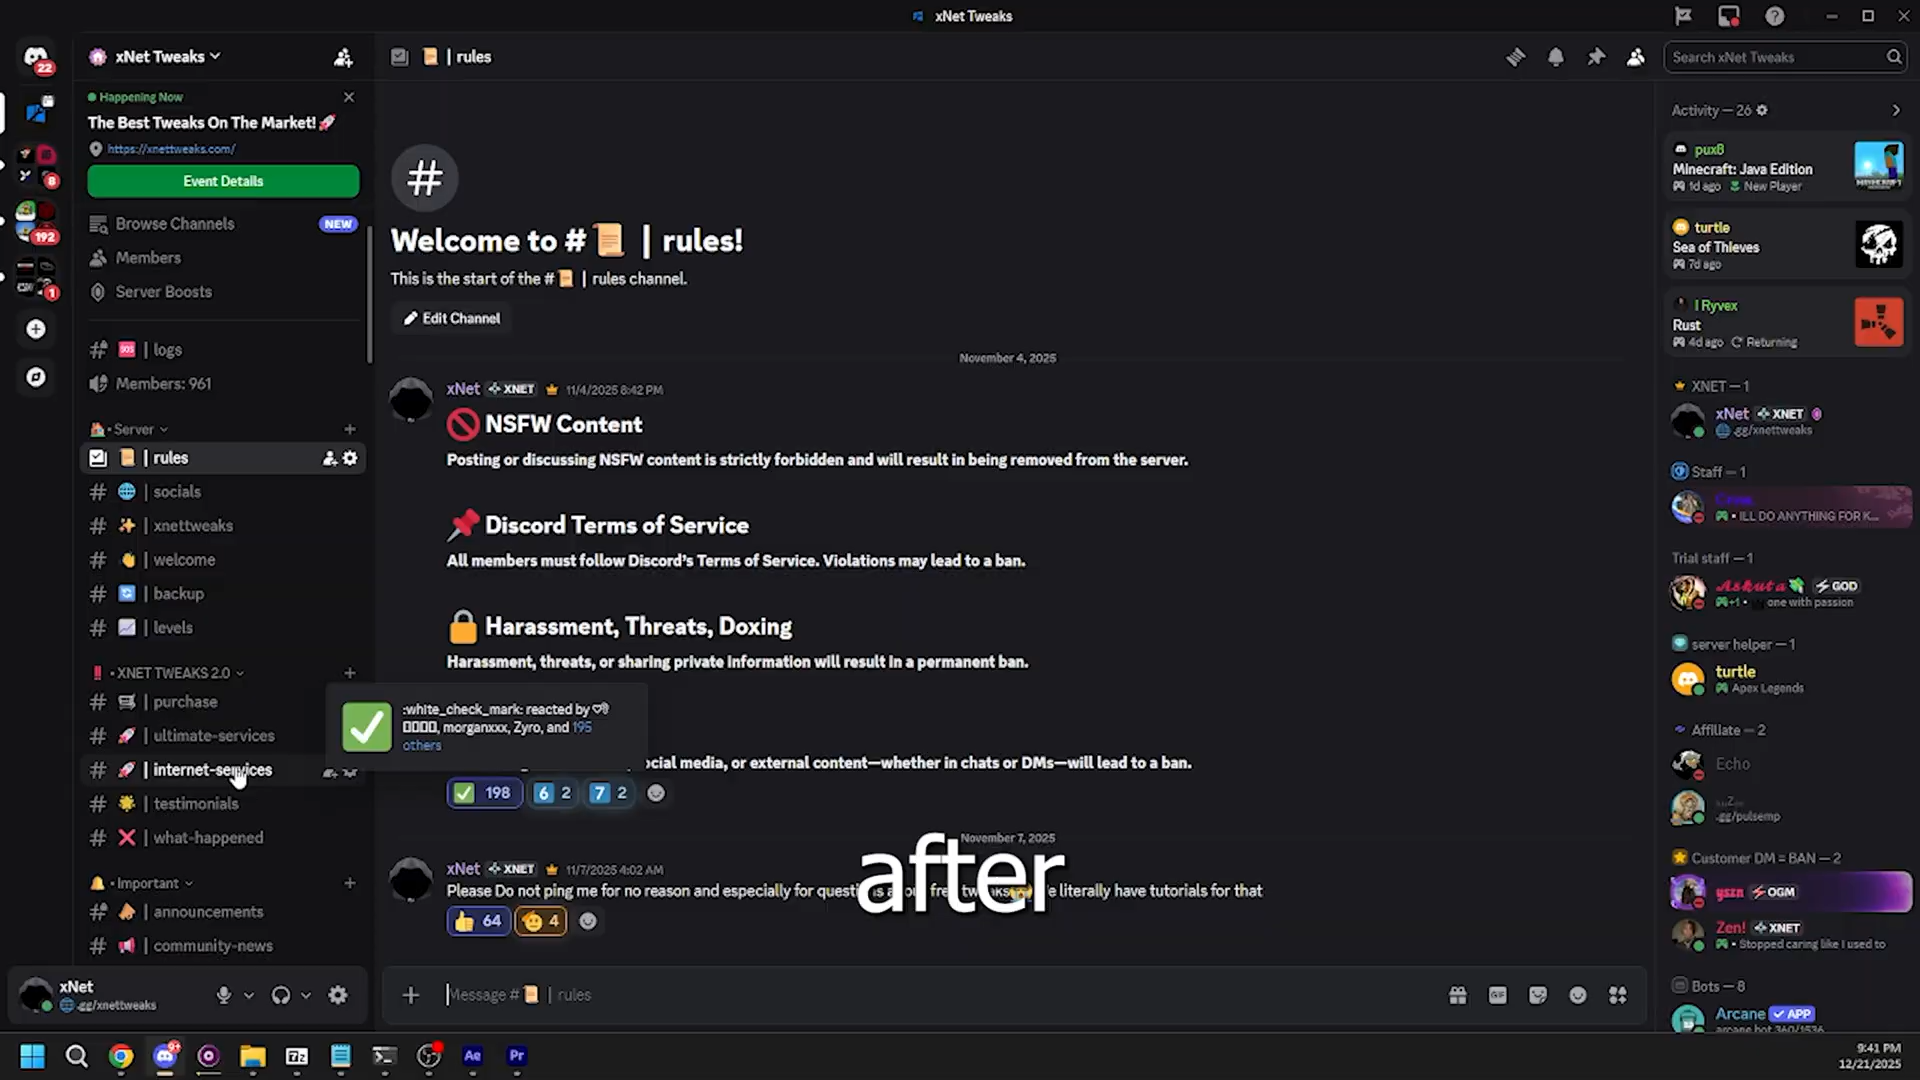 xNet Tweaks
22
8
192
1
xNet Tweaks
Happening Now
The Best Tweaks On The Market! 🚀
https://xnettweaks.com/
Event Details
Browse Channels
NEW
Members
Server Boosts
🆘 | logs
Members: 961
Server
📜 | rules
🌐 | socials
✨ | xnettweaks
👋 | welcome
🔄 | backup
📈 | levels
‼ • XNET TWEAKS 2.0
🛒 | purchase
🚀 | ultimate-services
🚀 | internet-services
🌟 | testimonials
❌ | what-happened
🔔 • Important
📣 | announcements
📢 | community-news
xNet
.gg/xnettweaks
📜 | rules
Search xNet Tweaks
#
Welcome to #📜 | rules!
This is the start of the #📜 | rules channel.
Edit Channel
November 4, 2025
xNet XNET 11/4/2025 8:42 PM
🚫 NSFW Content
Posting or discussing NSFW content is strictly forbidden and will result in being removed from the server.
📌 Discord Terms of Service
All members must follow Discord's Terms of Service. Violations may lead to a ban.
🔒 Harassment, Threats, Doxing
Harassment, threats, or sharing private information will result in a permanent ban.
:white_check_mark: reacted by
morganxxx, Zyro, and 195
others
social media, or external content—whether in chats or DMs—will lead to a ban.
✅ 198 6 2 7 2
November 7, 2025
after
xNet XNET 11/7/2025 4:02 AM
Please Do not ping me for no reason and especially for literally have tutorials for that
👍 64 4
Message #📜 | rules
GIF
Activity — 26
pux8
Minecraft: Java Edition
1d ago New Player
turtle
Sea of Thieves
7d ago
I Ryvex
Rust
4d ago Returning
XNET — 1
xNet XNET
.gg/xnettweaks
Staff — 1
• ILL DO ANYTHING FOR K...
Trial staff — 1
Askuta GOD
+1 • one with passion
server helper — 1
turtle
Apex Legends
Affiliate — 2
Echo
.gg/pulsemp
Customer DM = BAN — 2
yszn OGM
Zen! XNET
• Stopped caring like I used to
Bots — 8
Arcane ✓ APP
9+
7z
Ae
Pr
9:41 PM
12/21/2025